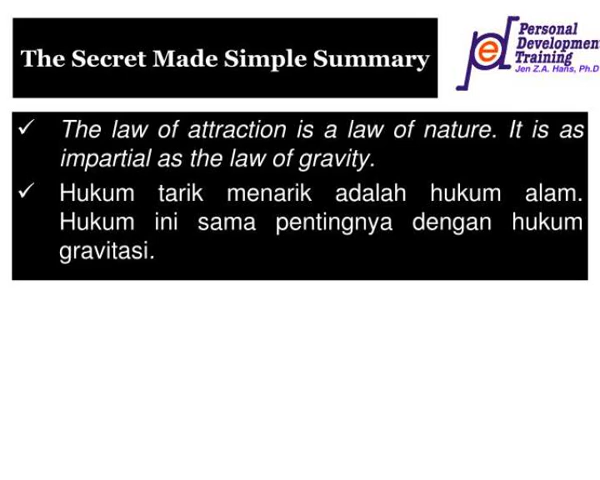 The Secret Made Simple Summary
Personal
Development
Training
Jen Z.A. Hans, Ph.D
✓ The law of attraction is a law of nature. It is as
impartial as the law of gravity.
✓ Hukum tarik menarik adalah hukum alam.
Hukum ini sama pentingnya dengan hukum
gravitasi.